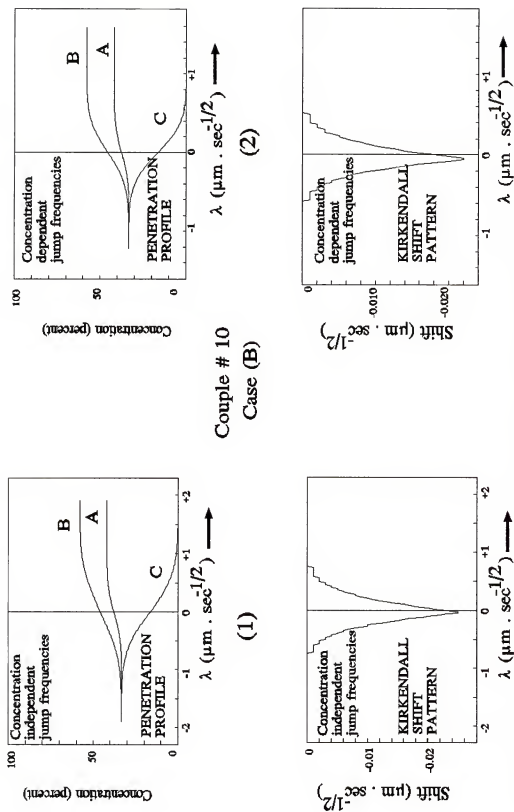 Couple # 10
Case (B)
(1)
Concentration (percent)
100
50
0
Concentration
independent
jump frequencies
PENETRATION
PROFILE
B
A
C
-2
-1
0
+1
+2
λ (µm . sec-1/2)
Shift (µm . sec-1/2)
0
-0.01
-0.02
Concentration
independent
jump frequencies
KIRKENDALL
SHIFT
PATTERN
-2
-1
0
+1
+2
λ (µm . sec-1/2)
(2)
Concentration (percent)
100
50
0
Concentration
dependent
jump frequencies
PENETRATION
PROFILE
B
A
C
-1
0
+1
λ (µm . sec-1/2)
Shift (µm . sec-1/2)
0
-0.010
-0.020
Concentration
dependent
jump frequencies
KIRKENDALL
SHIFT
PATTERN
-1
0
+1
λ (µm . sec-1/2)